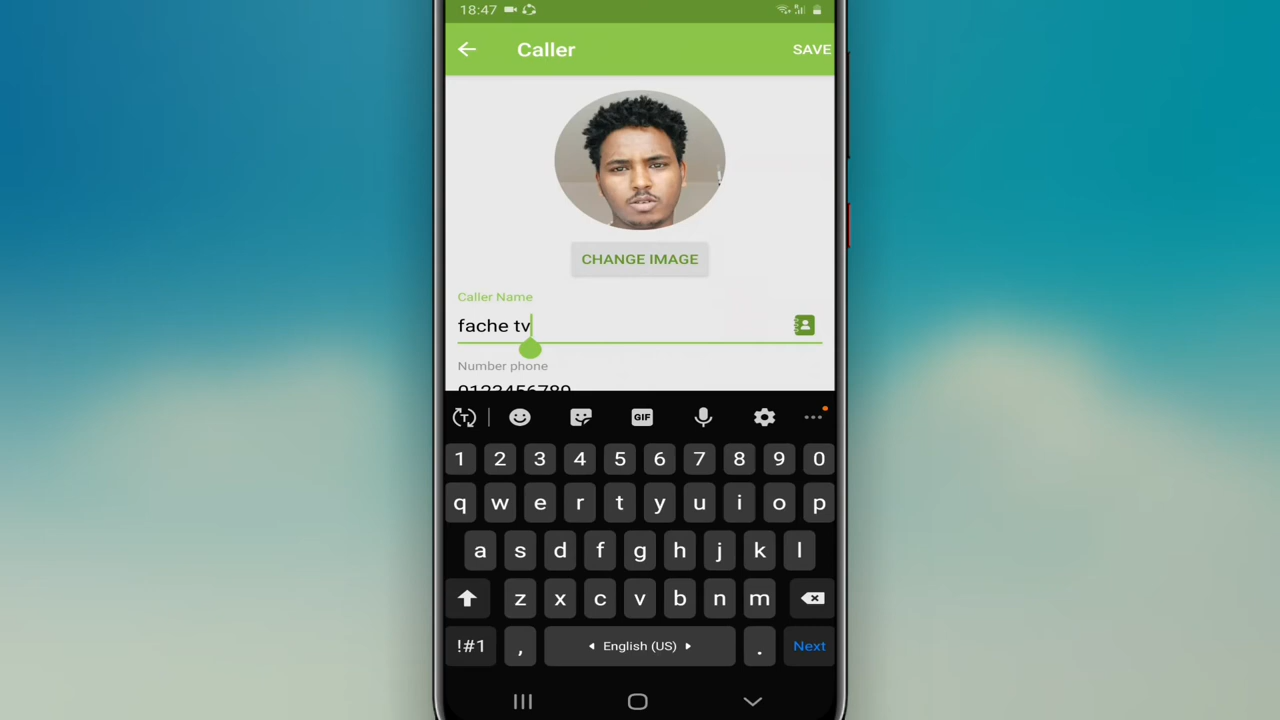 18:47
Caller SAVE
CHANGE IMAGE
Caller Name
fache tv
Number phone
0123456789
GIF
1 2 3 4 5 6 7 8 9 0
q w e r t y u i o p
a s d f g h j k l
z x c v b n m
!#1 , English (US) . Next